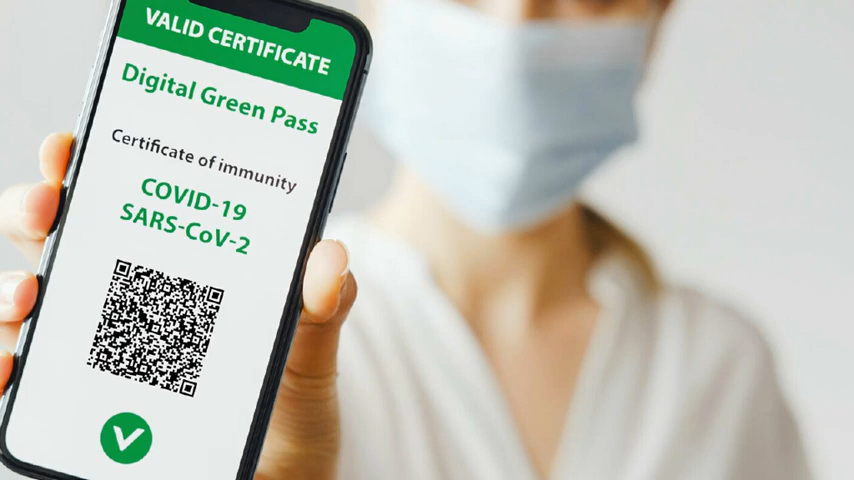 VALID CERTIFICATE
Digital Green Pass
Certificate of immunity
COVID-19
SARS-CoV-2